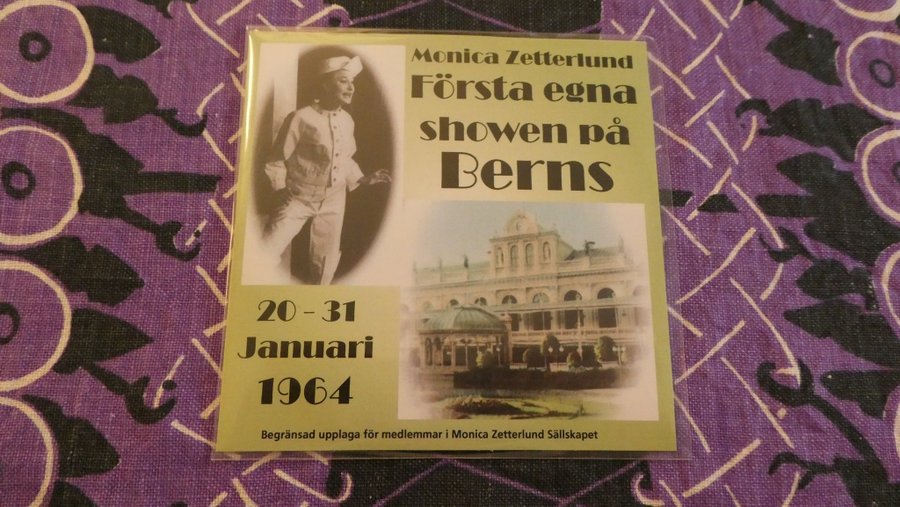 Monica Zetterlund
Första egna
showen på
Berns
20 - 31
Januari
1964
Begränsad upplaga för medlemmar i Monica Zetterlund Sällskapet